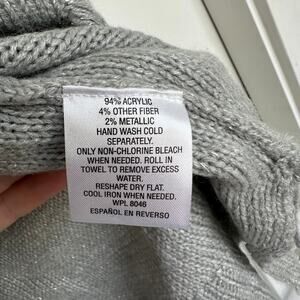 94% ACRYLIC
4% OTHER FIBER
2% METALLIC
HAND WASH COLD
SEPARATELY.
ONLY NON-CHLORINE BLEACH
WHEN NEEDED. ROLL IN
TOWEL TO REMOVE EXCESS
WATER.
RESHAPE DRY FLAT.
COOL IRON WHEN NEEDED.
WPL 8046
ESPAÑOL EN REVERSO